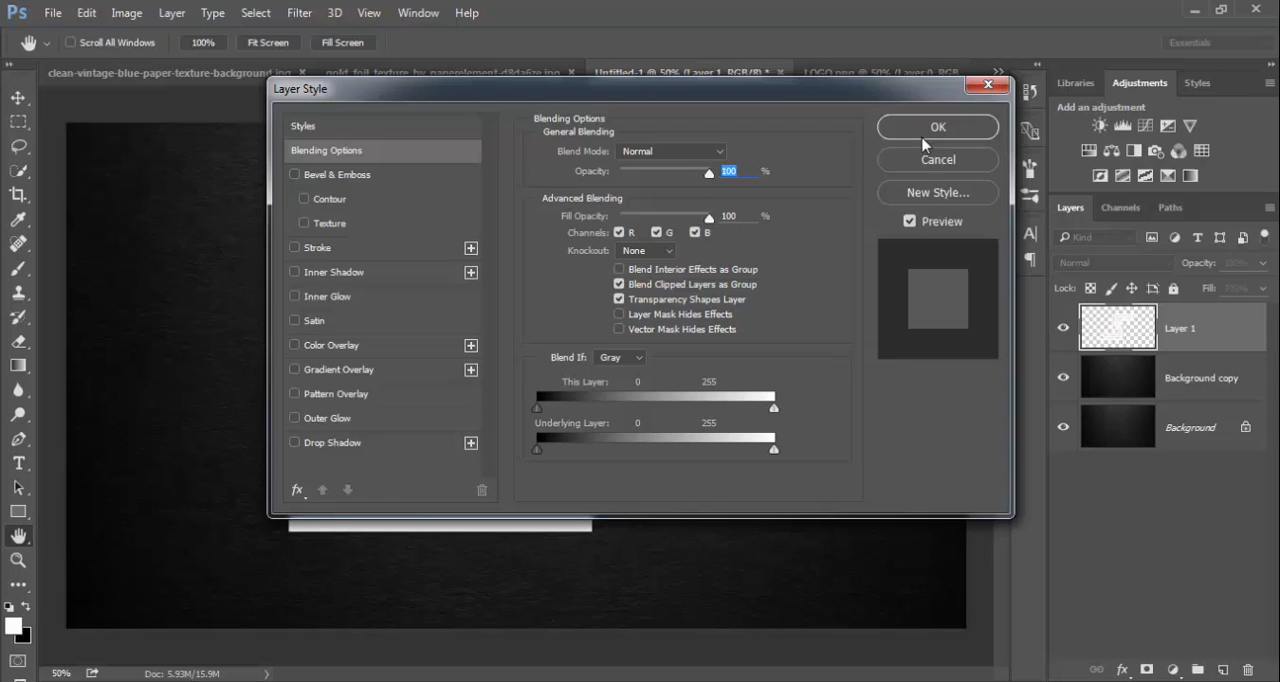 Ps File Edit Image Layer Type Select Filter 3D View Window Help
Scroll All Windows 100% Fit Screen Fill Screen Essentials
clean-vintage-blue-paper-texture-background.jpg gold_foil_texture_by_paperelement-d8da6ze.jpg Untitled-1 @ 50% (Layer 1, RGB/8) * LOGO.png @ 50% (Layer 0, RGB
Layer Style
Styles
Blending Options
Bevel & Emboss
Contour
Texture
Stroke
Inner Shadow
Inner Glow
Satin
Color Overlay
Gradient Overlay
Pattern Overlay
Outer Glow
Drop Shadow
fx
Blending Options
General Blending
Blend Mode: Normal
Opacity: 100 %
Advanced Blending
Fill Opacity: 100 %
Channels: R G B
Knockout: None
Blend Interior Effects as Group
Blend Clipped Layers as Group
Transparency Shapes Layer
Layer Mask Hides Effects
Vector Mask Hides Effects
Blend If: Gray
This Layer: 0 255
Underlying Layer: 0 255
OK
Cancel
New Style...
Preview
Libraries Adjustments Styles
Add an adjustment
Layers Channels Paths
Kind
Normal Opacity: 100%
Lock: Fill:
Layer 1
Background copy
Background
fx
50% Doc: 5.93M/15.9M